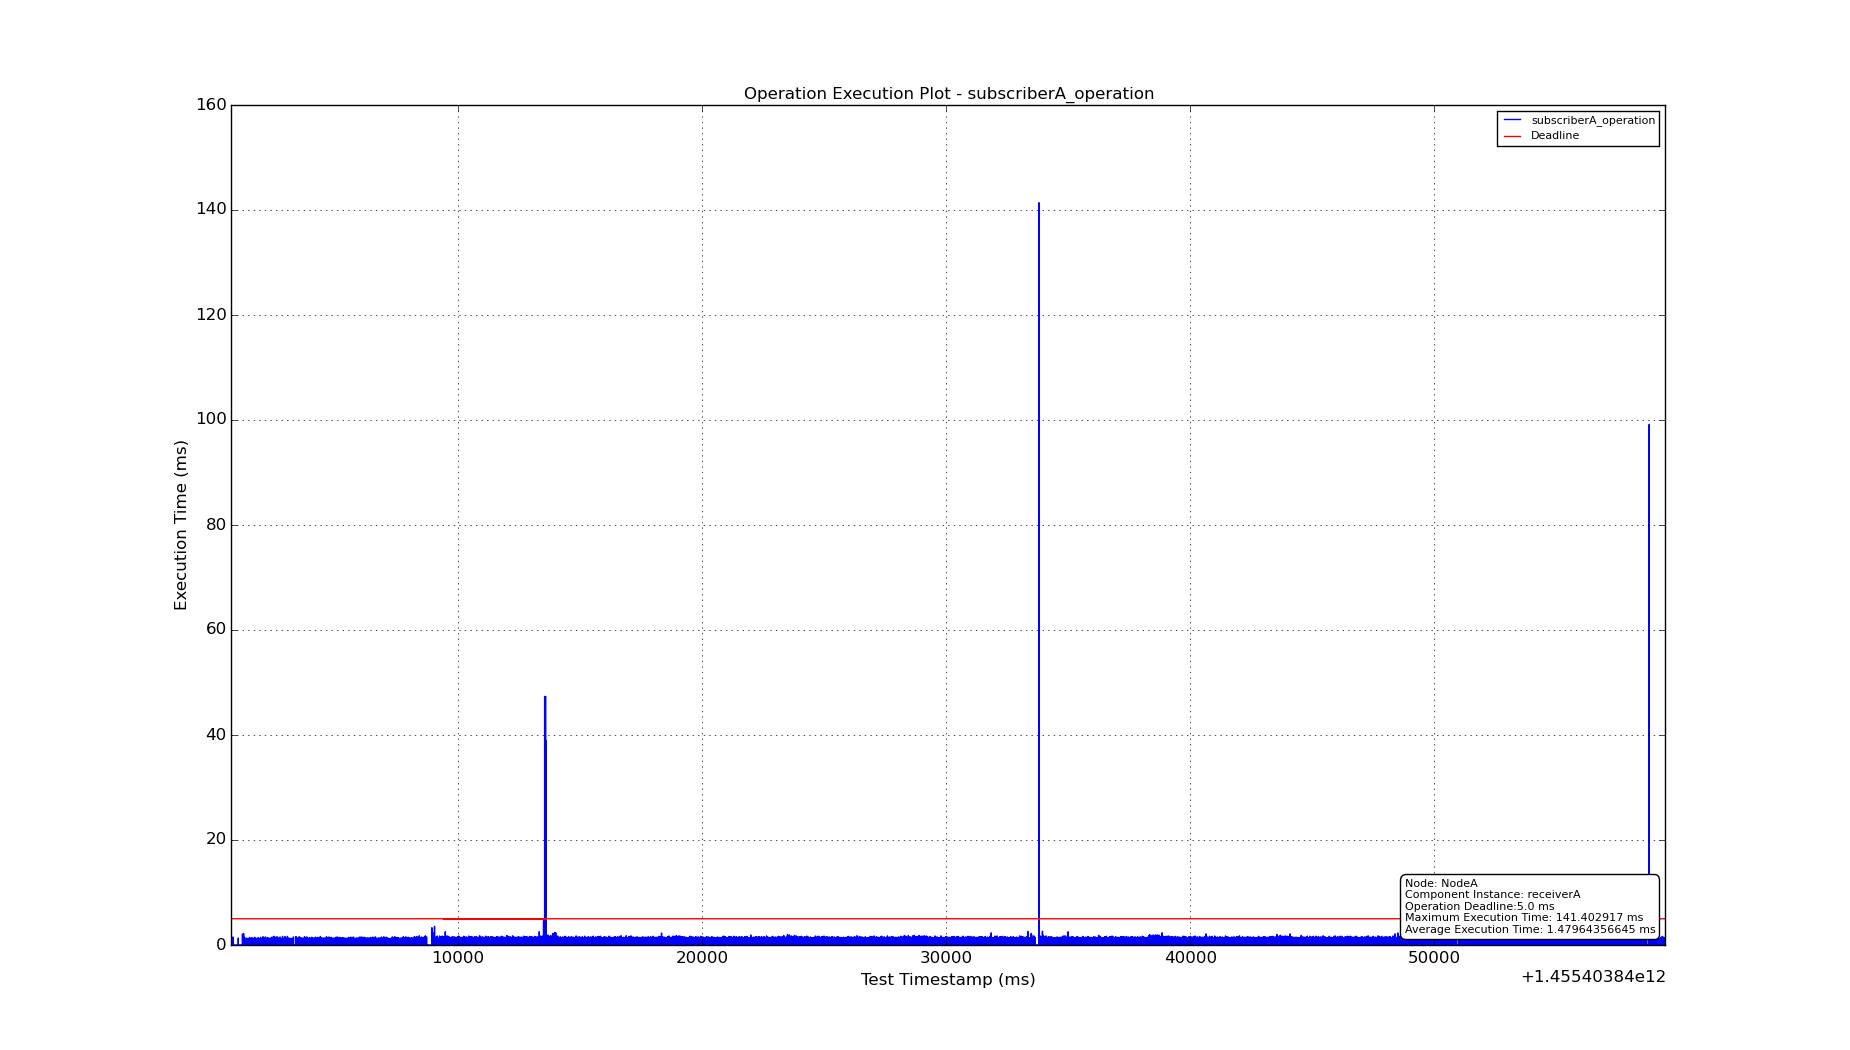 Operation Execution Plot - subscriberA_operation
160
140
120
100
80
60
40
20
0
Execution Time (ms)
subscriberA_operation
Deadline
Node: NodeA
Component Instance: receiverA
Operation Deadline:5.0 ms
Maximum Execution Time: 141.402917 ms
Average Execution Time: 1.47964356645 ms
10000
20000
30000
40000
50000
+1.45540384e12
Test Timestamp (ms)